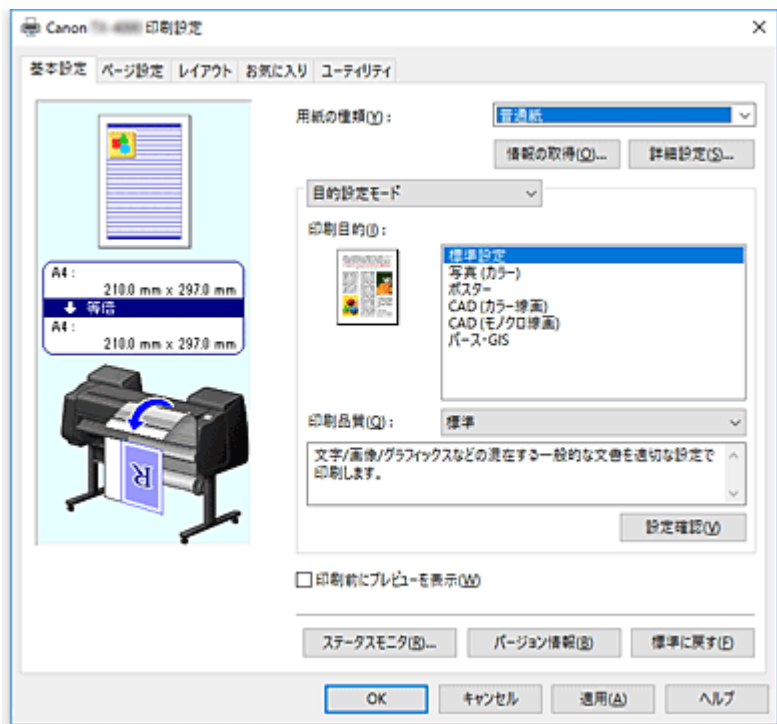 Canon 印刷設定
基本設定 ページ設定 レイアウト お気に入り ユーティリティ
用紙の種類(Y)： 普通紙
情報の取得(O)... 詳細設定(S)...
目的設定モード
印刷目的(I)：
標準設定
写真 (カラー)
ポスター
CAD (カラー線画)
CAD (モノクロ線画)
パース・GIS
A4：
210.0 mm x 297.0 mm
等倍
A4：
210.0 mm x 297.0 mm
R
印刷品質(Q)： 標準
文字/画像/グラフィックスなどの混在する一般的な文書を適切な設定で
印刷します。
設定確認(V)
印刷前にプレビューを表示(W)
ステータスモニタ(R)... バージョン情報(B) 標準に戻す(F)
OK キャンセル 適用(A) ヘルプ